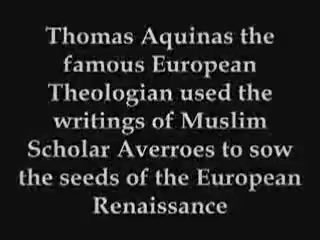 Thomas Aquinas the
famous European
Theologian used the
writings of Muslim
Scholar Averroes to sow
the seeds of the European
Renaissance